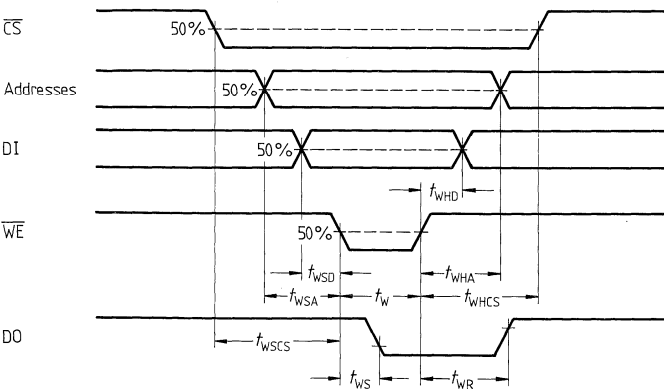 CS 50%
Addresses 50%
DI 50%
tWHD
WE 50%
tWSD tWHA
tWSA tW tWHCS
DO tWSCS
tWS tWR